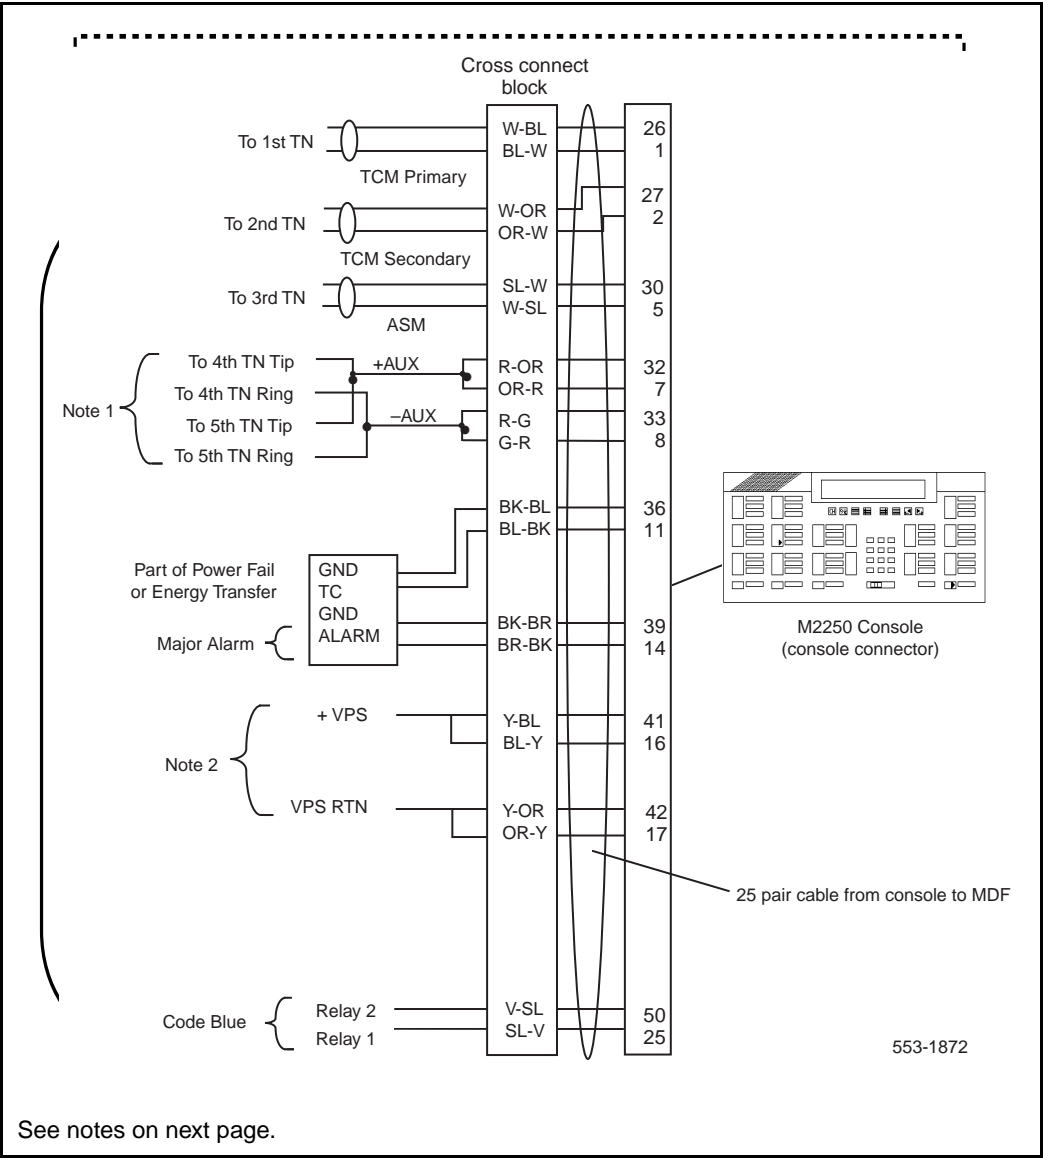 Cross connect
block
To 1st TN
W-BL
26
BL-W
1
TCM Primary
27
To 2nd TN
W-OR
2
OR-W
TCM Secondary
To 3rd TN
SL-W
30
W-SL
5
ASM
Note 1
To 4th TN Tip
+AUX
R-OR
32
To 4th TN Ring
OR-R
7
To 5th TN Tip
–AUX
R-G
33
To 5th TN Ring
G-R
8
BK-BL
36
BL-BK
11
Part of Power Fail
or Energy Transfer
GND
TC
GND
ALARM
Major Alarm
BK-BR
39
BR-BK
14
M2250 Console
(console connector)
Note 2
+ VPS
Y-BL
41
BL-Y
16
VPS RTN
Y-OR
42
OR-Y
17
25 pair cable from console to MDF
Code Blue
Relay 2
V-SL
50
Relay 1
SL-V
25
553-1872
See notes on next page.